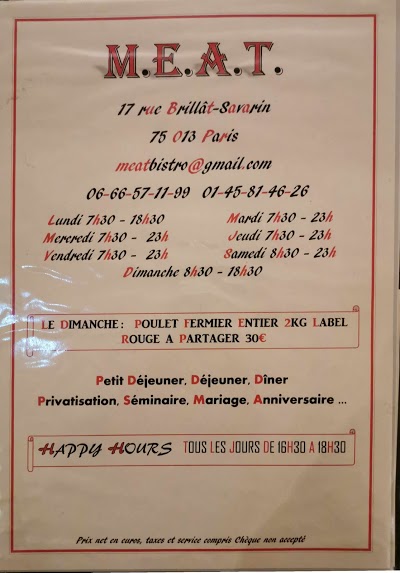 M.E.A.T.
17 rue Brillât-Savarin
75 013 Paris
meatbistro@gmail.com
06-66-57-11-99 01-45-81-46-26
Lundi 7h30 - 18h30 Mardi 7h30 - 23h
Mercredi 7h30 - 23h Jeudi 7h30 - 23h
Vendredi 7h30 - 23h Samedi 8h30 - 23h
Dimanche 8h30 - 18h30
LE DIMANCHE: POULET FERMIER ENTIER 2KG LABEL
ROUGE A PARTAGER 30€
Petit Déjeuner, Déjeuner, Dîner
Privatisation, Séminaire, Mariage, Anniversaire ...
HAPPY HOURS TOUS LES JOURS DE 16H30 A 18H30
Prix net en euros, taxes et service compris Chèque non accepté